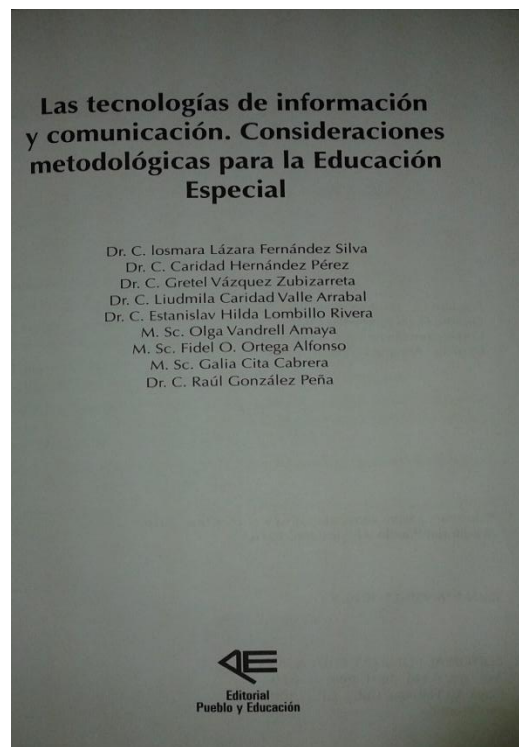 Las tecnologías de información
y comunicación. Consideraciones
metodológicas para la Educación
Especial
Dr. C. Iosmara Lázara Fernández Silva
Dr. C. Caridad Hernández Pérez
Dr. C. Gretel Vázquez Zubizarreta
Dr. C. Liudmila Caridad Valle Arrabal
Dr. C. Estanislav Hilda Lombillo Rivera
M. Sc. Olga Vandrell Amaya
M. Sc. Fidel O. Ortega Alfonso
M. Sc. Galia Cita Cabrera
Dr. C. Raúl González Peña
Editorial
Pueblo y Educación